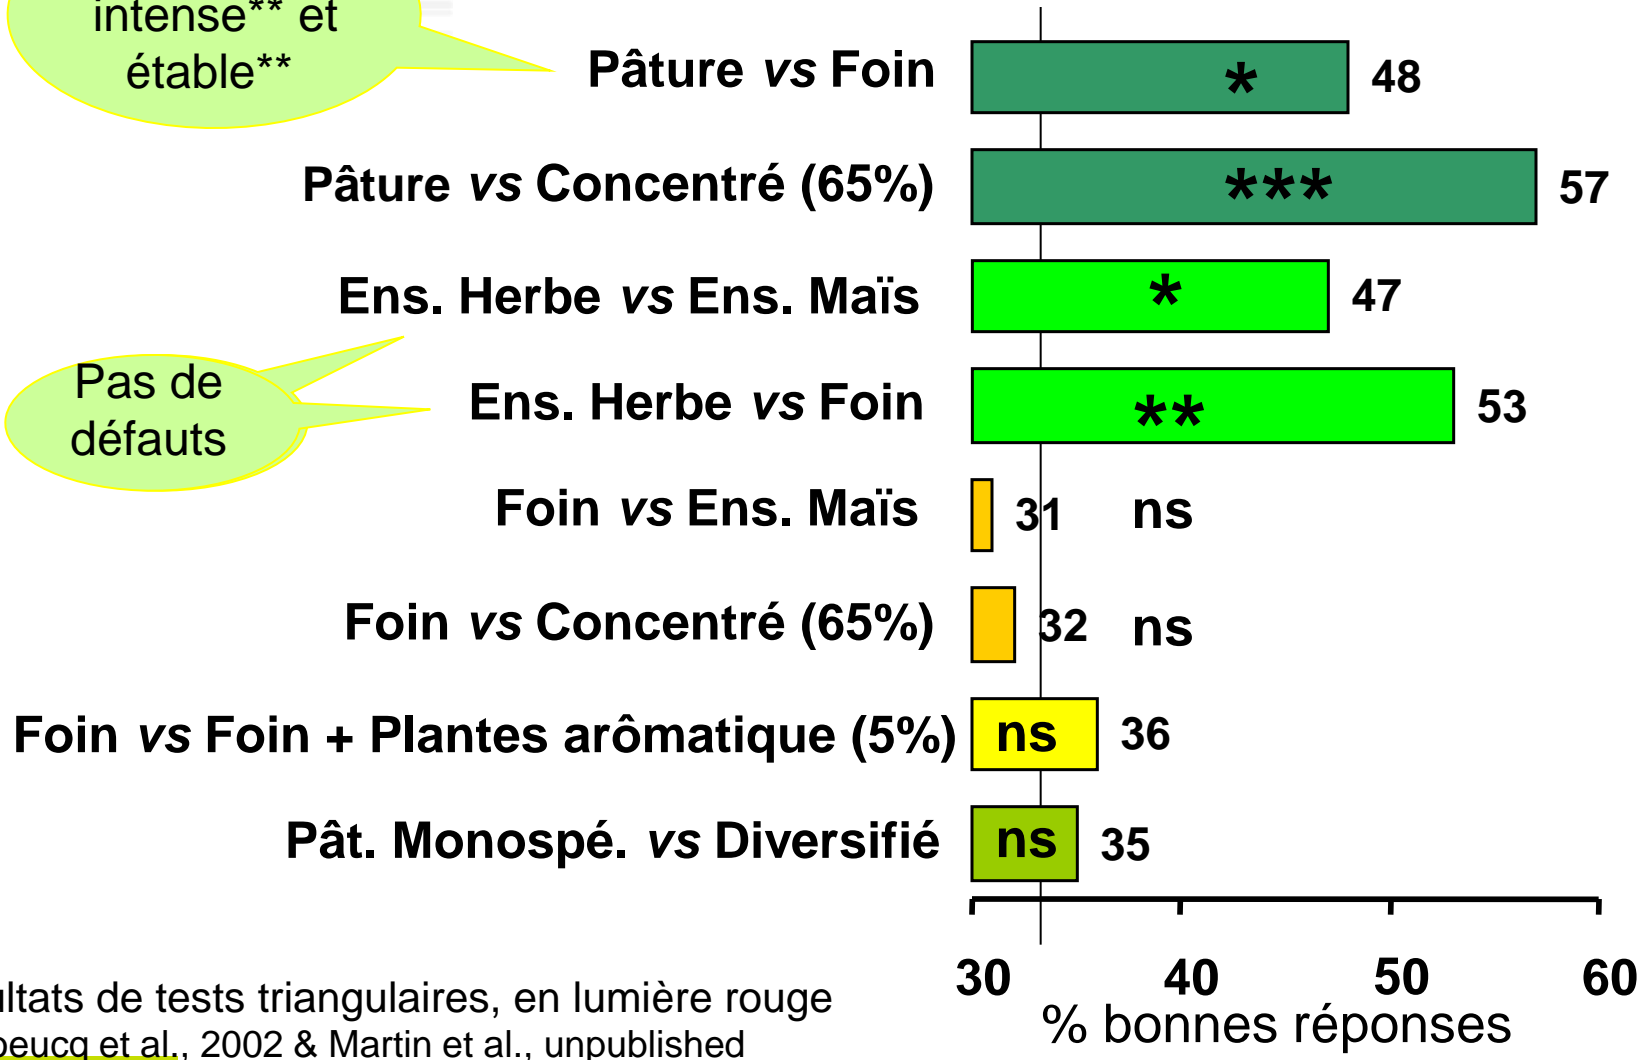 intense** et
étable**
Pâture vs Foin * 48
Pâture vs Concentré (65%) *** 57
Ens. Herbe vs Ens. Maïs * 47
Pas de
défauts
Ens. Herbe vs Foin ** 53
Foin vs Ens. Maïs 31 ns
Foin vs Concentré (65%) 32 ns
Foin vs Foin + Plantes arômatique (5%) ns 36
Pât. Monospé. vs Diversifié ns 35
30 40 50 60
% bonnes réponses
ultats de tests triangulaires, en lumière rouge
oeucq et al., 2002 & Martin et al., unpublished